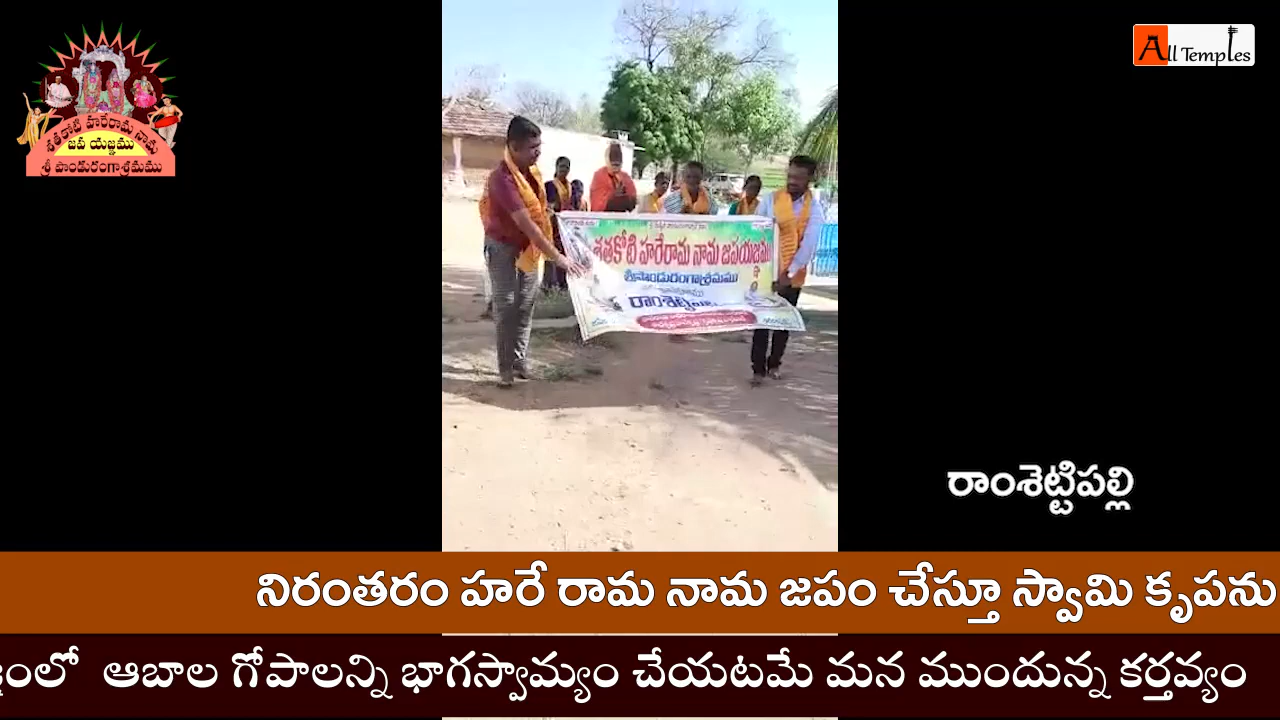 All Temples
శతకోటి హరేరామ నామ
జప యజ్ఞము
శ్రీ పాండురంగాశ్రమము
శతకోటి హరేరామ నామ జపయజ్ఞము
శ్రీపాండురంగాశ్రమము
రాంశెట్టిపల్లి
నిరంతరం హరే రామ నామ జపం చేస్తూ స్వామి కృపను
ఆబాల గోపాలన్ని భాగస్వామ్యం చేయటమే మన ముందున్న కర్తవ్యం